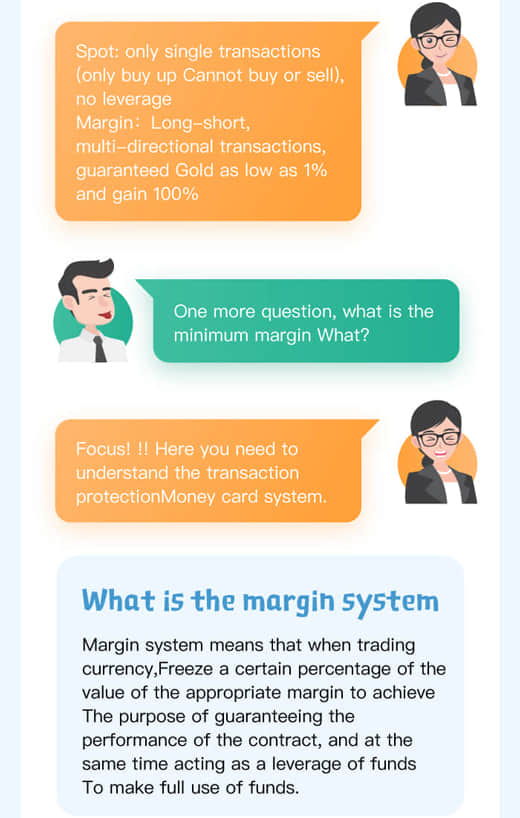 Spot: only single transactions
(only buy up Cannot buy or sell),
no leverage
Margin： Long-short,
multi-directional transactions,
guaranteed Gold as low as 1%
and gain 100%
One more question, what is the
minimum margin What?
Focus! !! Here you need to
understand the transaction
protectionMoney card system.
What is the margin system
Margin system means that when trading
currency,Freeze a certain percentage of the
value of the appropriate margin to achieve
The purpose of guaranteeing the
performance of the contract, and at the
same time acting as a leverage of funds
To make full use of funds.